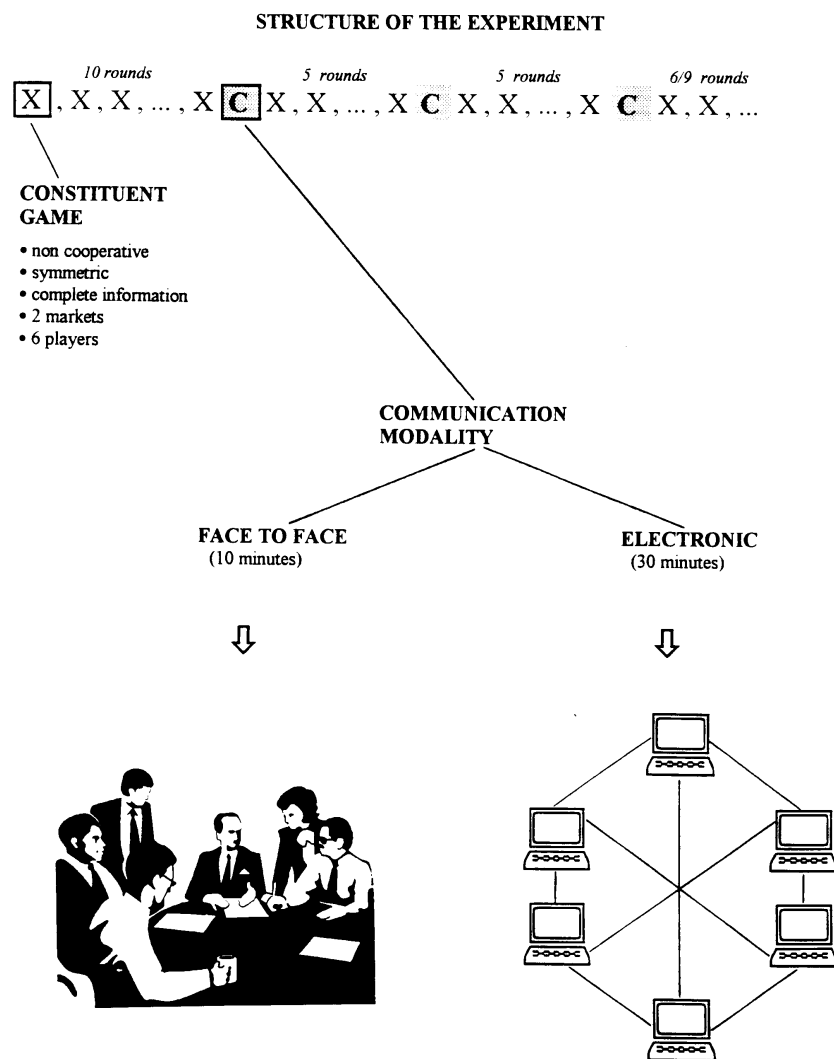 STRUCTURE OF THE EXPERIMENT
10 rounds 5 rounds 5 rounds 6/9 rounds
X , X , X , ... , X C X , X , ... , X C X , X , ... , X C X , X , ...
CONSTITUENT
GAME
• non cooperative
• symmetric
• complete information
• 2 markets
• 6 players
COMMUNICATION
MODALITY
FACE TO FACE
(10 minutes)
ELECTRONIC
(30 minutes)